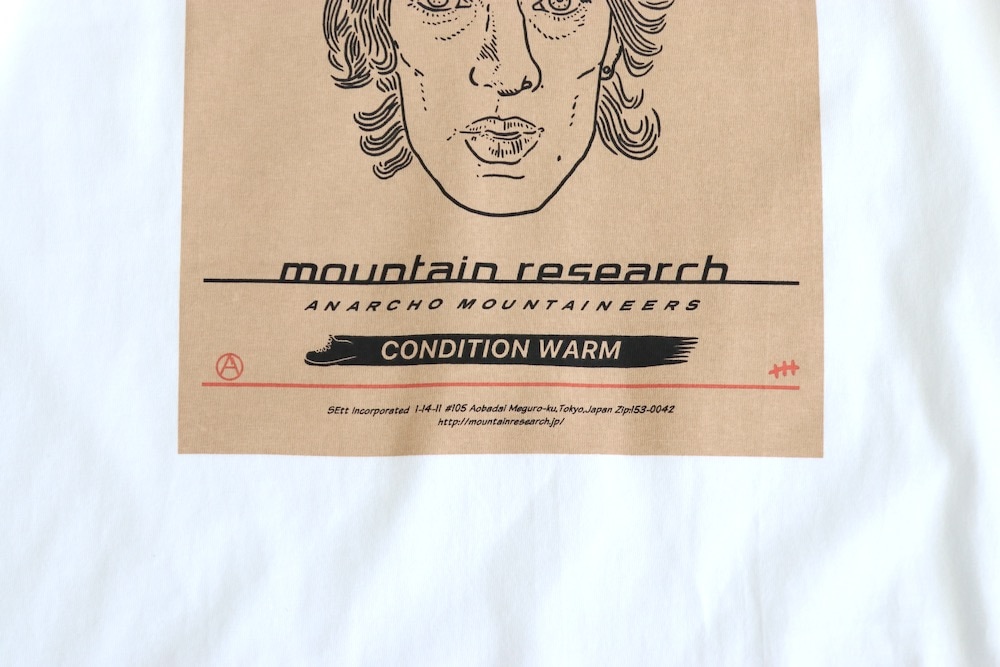 mountain research
ANARCHO MOUNTAINEERS
CONDITION WARM
A
SEtt Incorporated 1-14-11 #105 Aobadai Meguro-ku,Tokyo,Japan Zip:153-0042
http://mountainresearch.jp/